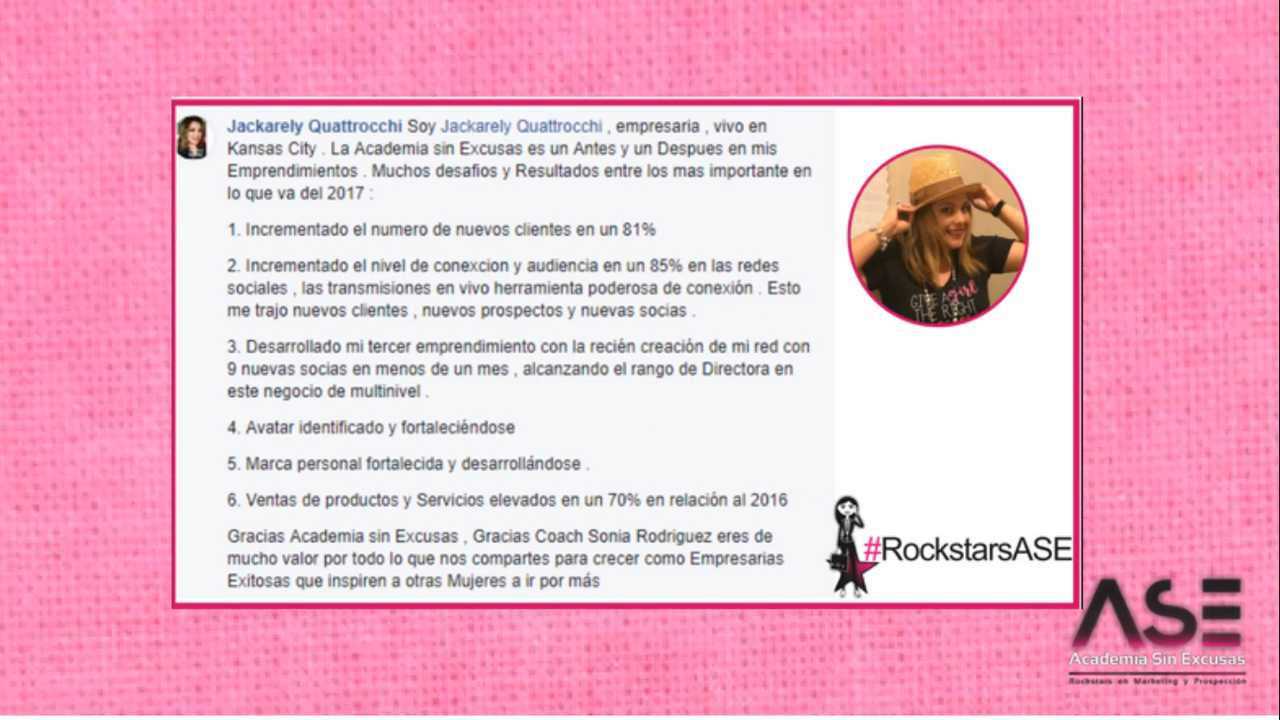 Jackarely Quattrocchi Soy Jackarely Quattrocchi , empresaria , vivo en
Kansas City . La Academia sin Excusas es un Antes y un Despues en mis
Emprendimientos . Muchos desafios y Resultados entre los mas importante en
lo que va del 2017 :
1. Incrementado el numero de nuevos clientes en un 81%
2. Incrementado el nivel de conexcion y audiencia en un 85% en las redes
sociales , las transmisiones en vivo herramienta poderosa de conexión . Esto
me trajo nuevos clientes , nuevos prospectos y nuevas socias .
3. Desarrollado mi tercer emprendimiento con la recién creación de mi red con
9 nuevas socias en menos de un mes , alcanzando el rango de Directora en
este negocio de multinivel .
4. Avatar identificado y fortaleciéndose
5. Marca personal fortalecida y desarrollándose .
6. Ventas de productos y Servicios elevados en un 70% en relación al 2016
Gracias Academia sin Excusas , Gracias Coach Sonia Rodriguez eres de
mucho valor por todo lo que nos compartes para crecer como Empresarias
Exitosas que inspiren a otras Mujeres a ir por más
GIVE A girl
THE RIGHT
#RockstarsASE
ASE
Academia Sin Excusas
Rockstars en Marketing y Prospección